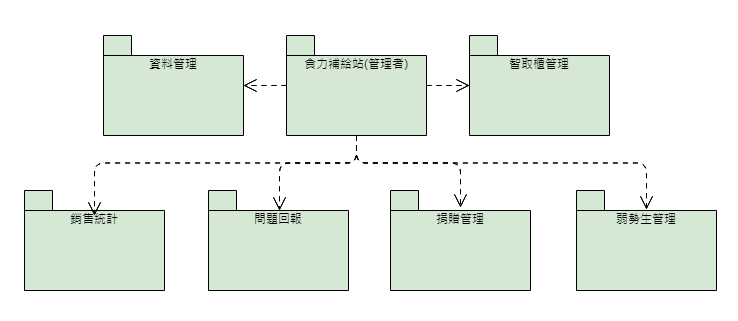 資料管理
食力補給站(管理者)
智取櫃管理
銷售統計
問題回報
捐贈管理
弱勢生管理